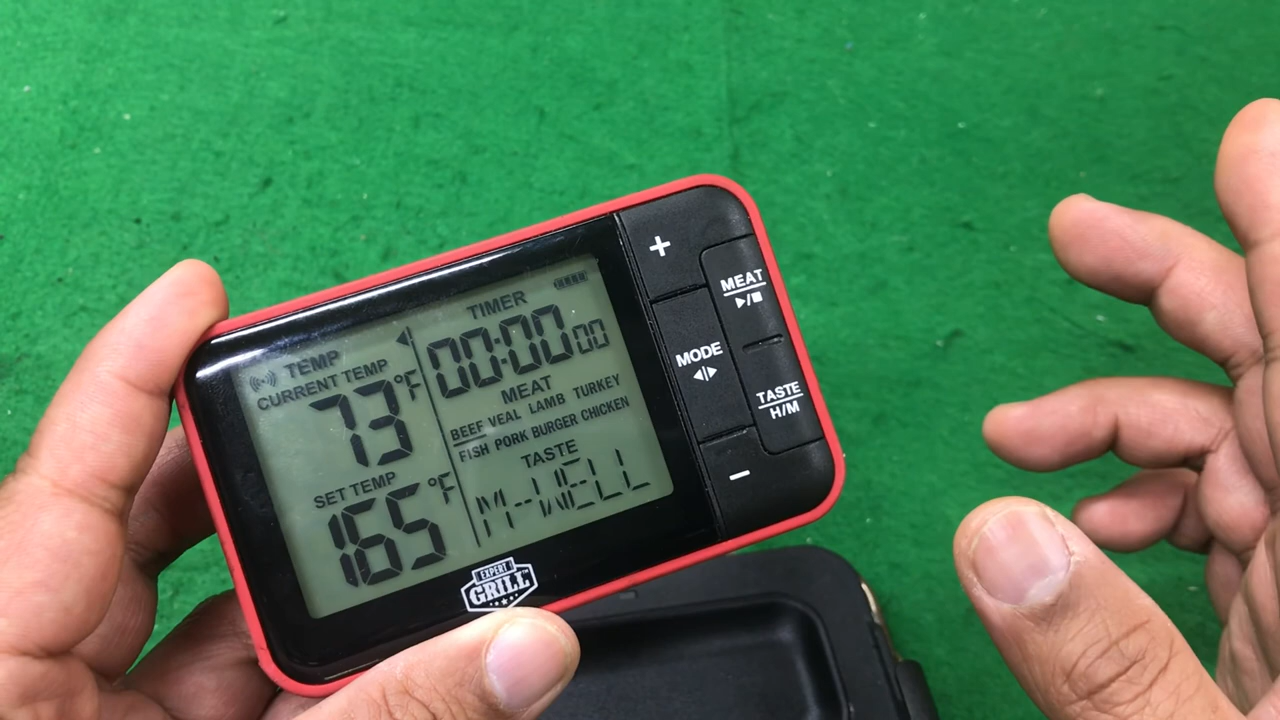 TEMP
CURRENT TEMP
73°F
SET TEMP
165°F
TIMER
00:00 00
MEAT
BEEF VEAL LAMB TURKEY
FISH PORK BURGER CHICKEN
TASTE
M-WELL
+
MODE
−
MEAT
TASTE
H/M
EXPERT
GRILL™